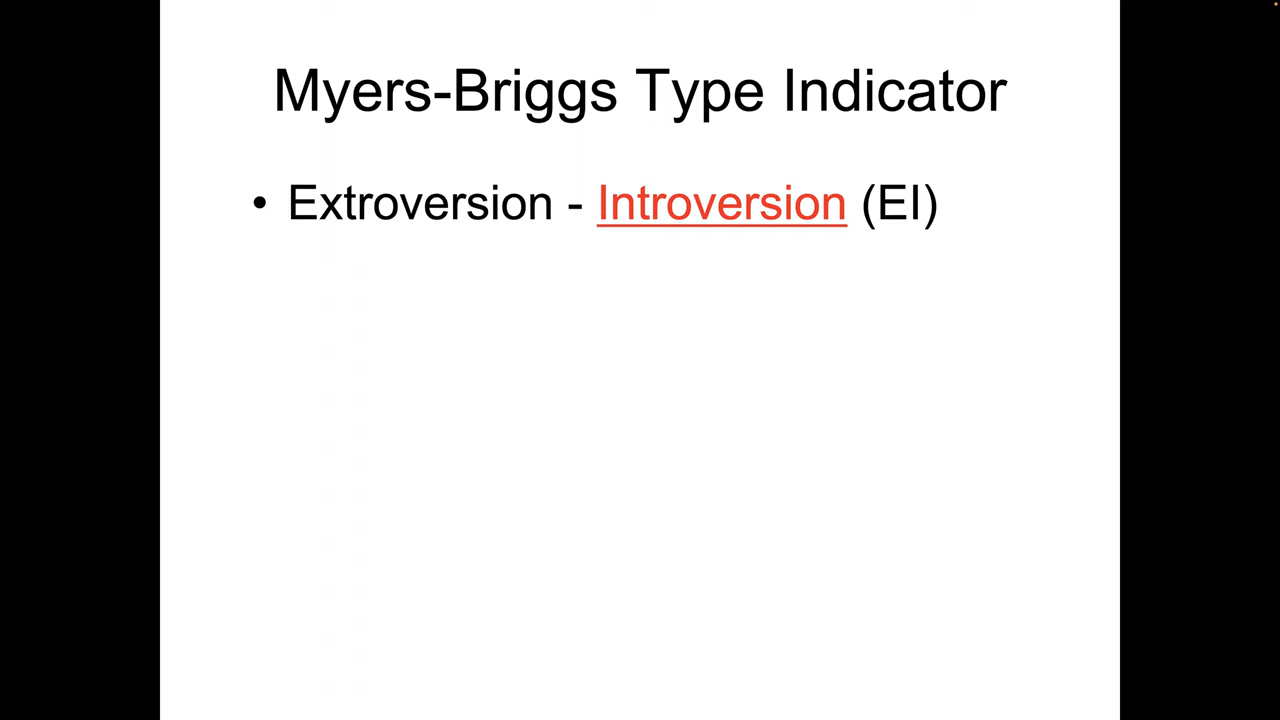 Myers-Briggs Type Indicator
• Extroversion - Introversion (EI)